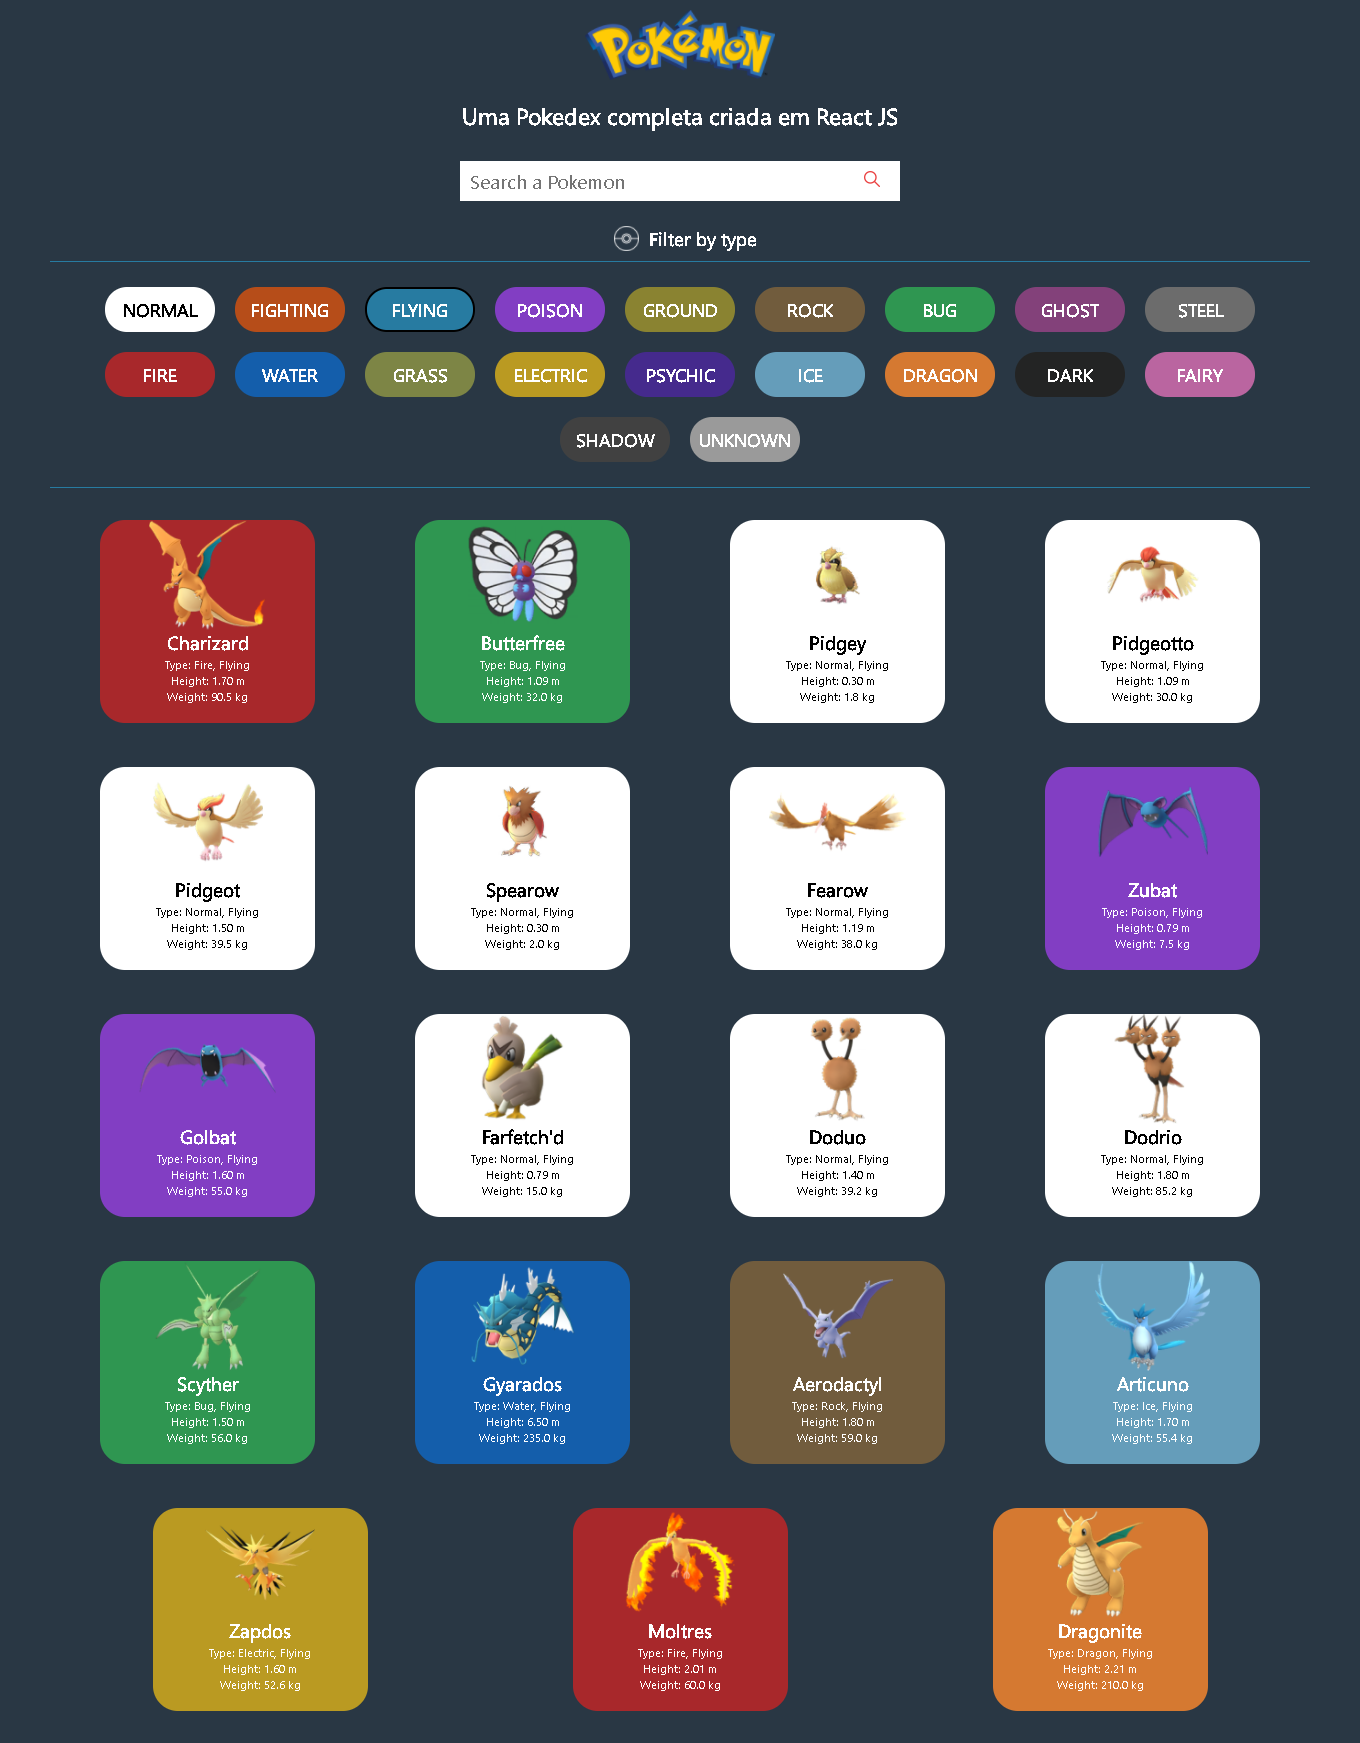 POKéMON
Uma Pokedex completa criada em React JS
Search a Pokemon
Filter by type
NORMAL FIGHTING FLYING POISON GROUND ROCK BUG GHOST STEEL
FIRE WATER GRASS ELECTRIC PSYCHIC ICE DRAGON DARK FAIRY
SHADOW UNKNOWN
Charizard
Type: Fire, Flying
Height: 1.70 m
Weight: 90.5 kg
Butterfree
Type: Bug, Flying
Height: 1.09 m
Weight: 32.0 kg
Pidgey
Type: Normal, Flying
Height: 0.30 m
Weight: 1.8 kg
Pidgeotto
Type: Normal, Flying
Height: 1.09 m
Weight: 30.0 kg
Pidgeot
Type: Normal, Flying
Height: 1.50 m
Weight: 39.5 kg
Spearow
Type: Normal, Flying
Height: 0.30 m
Weight: 2.0 kg
Fearow
Type: Normal, Flying
Height: 1.19 m
Weight: 38.0 kg
Zubat
Type: Poison, Flying
Height: 0.79 m
Weight: 7.5 kg
Golbat
Type: Poison, Flying
Height: 1.60 m
Weight: 55.0 kg
Farfetch'd
Type: Normal, Flying
Height: 0.79 m
Weight: 15.0 kg
Doduo
Type: Normal, Flying
Height: 1.40 m
Weight: 39.2 kg
Dodrio
Type: Normal, Flying
Height: 1.80 m
Weight: 85.2 kg
Scyther
Type: Bug, Flying
Height: 1.50 m
Weight: 56.0 kg
Gyarados
Type: Water, Flying
Height: 6.50 m
Weight: 235.0 kg
Aerodactyl
Type: Rock, Flying
Height: 1.80 m
Weight: 59.0 kg
Articuno
Type: Ice, Flying
Height: 1.70 m
Weight: 55.4 kg
Zapdos
Type: Electric, Flying
Height: 1.60 m
Weight: 52.6 kg
Moltres
Type: Fire, Flying
Height: 2.01 m
Weight: 60.0 kg
Dragonite
Type: Dragon, Flying
Height: 2.21 m
Weight: 210.0 kg